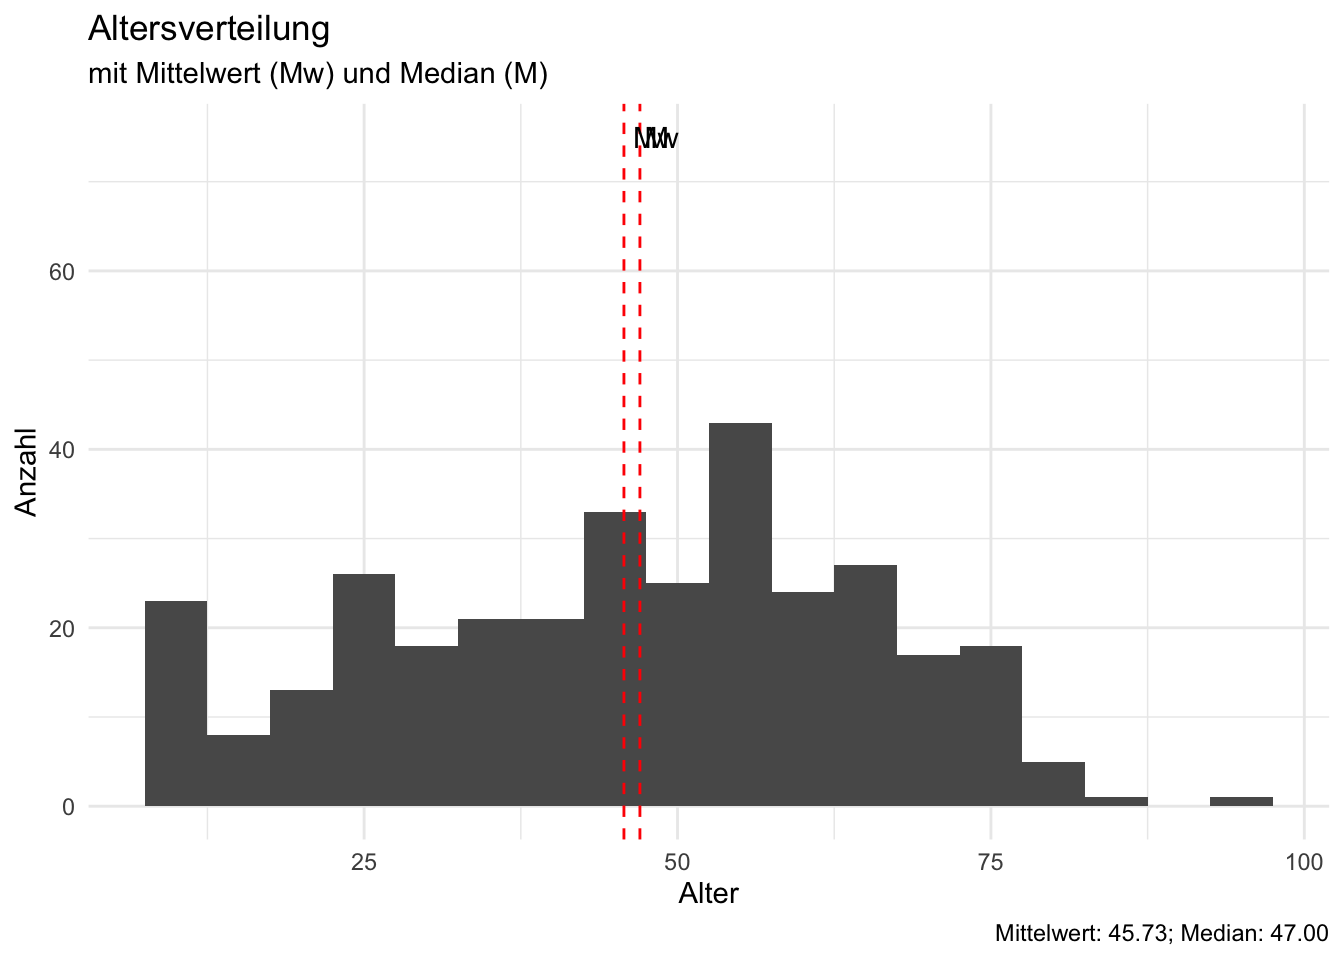 Altersverteilung
mit Mittelwert (Mw) und Median (M)
M
Mw
60
40
20
0
Anzahl
25 50 75 100
Alter
Mittelwert: 45.73; Median: 47.00